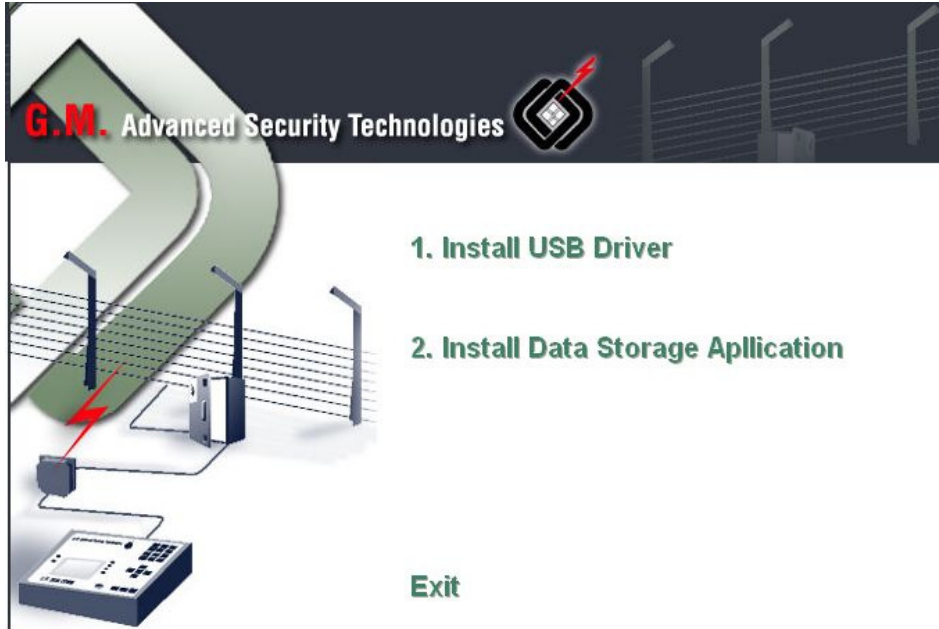 G.M. Advanced Security Technologies
1. Install USB Driver
2. Install Data Storage Apllication
Exit